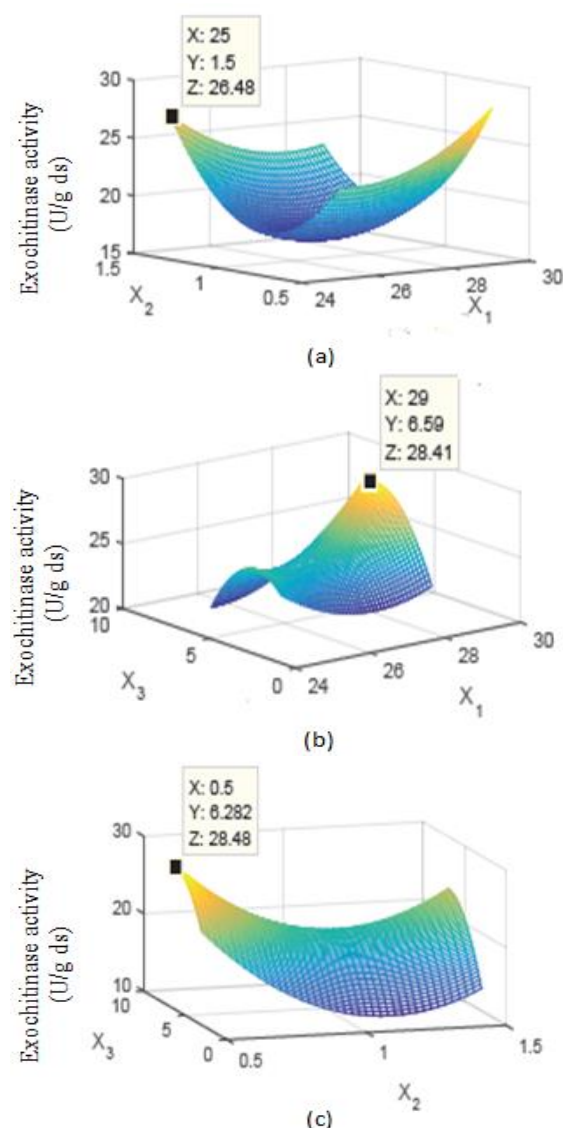 X: 25
Y: 1.5
Z: 26.48
Exochitinase activity
(U/g ds)
30
25
20
15
1.5
1
0.5
X2
24
26
28
30
X1
(a)
X: 29
Y: 6.59
Z: 28.41
Exochitinase activity
(U/g ds)
30
25
20
10
5
0
X3
24
26
28
30
X1
(b)
X: 0.5
Y: 6.282
Z: 28.48
Exochitinase activity
(U/g ds)
30
20
10
10
5
0
X3
0.5
1
1.5
X2
(c)